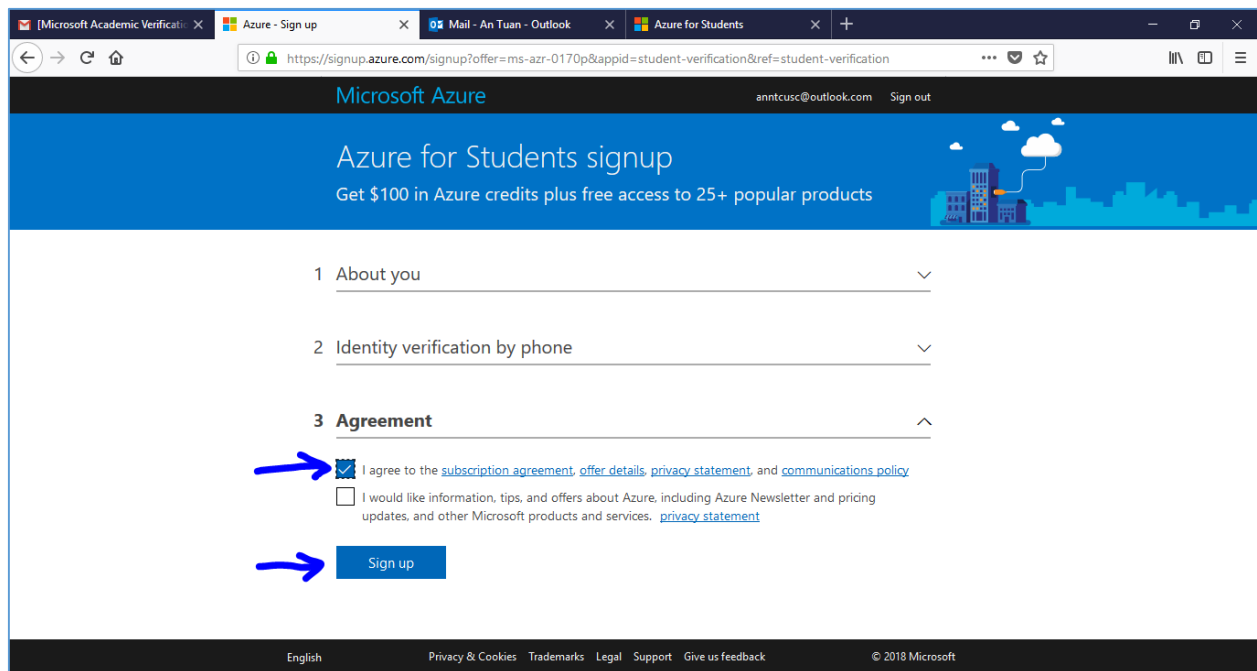 [Microsoft Academic Verificatio
Azure - Sign up
Mail - An Tuan - Outlook
Azure for Students
https://signup.azure.com/signup?offer=ms-azr-0170p&appid=student-verification&ref=student-verification
Microsoft Azure
anntcusc@outlook.com Sign out
Azure for Students signup
Get $100 in Azure credits plus free access to 25+ popular products
1 About you
2 Identity verification by phone
3 Agreement
I agree to the subscription agreement, offer details, privacy statement, and communications policy
I would like information, tips, and offers about Azure, including Azure Newsletter and pricing
updates, and other Microsoft products and services. privacy statement
Sign up
English Privacy & Cookies Trademarks Legal Support Give us feedback © 2018 Microsoft